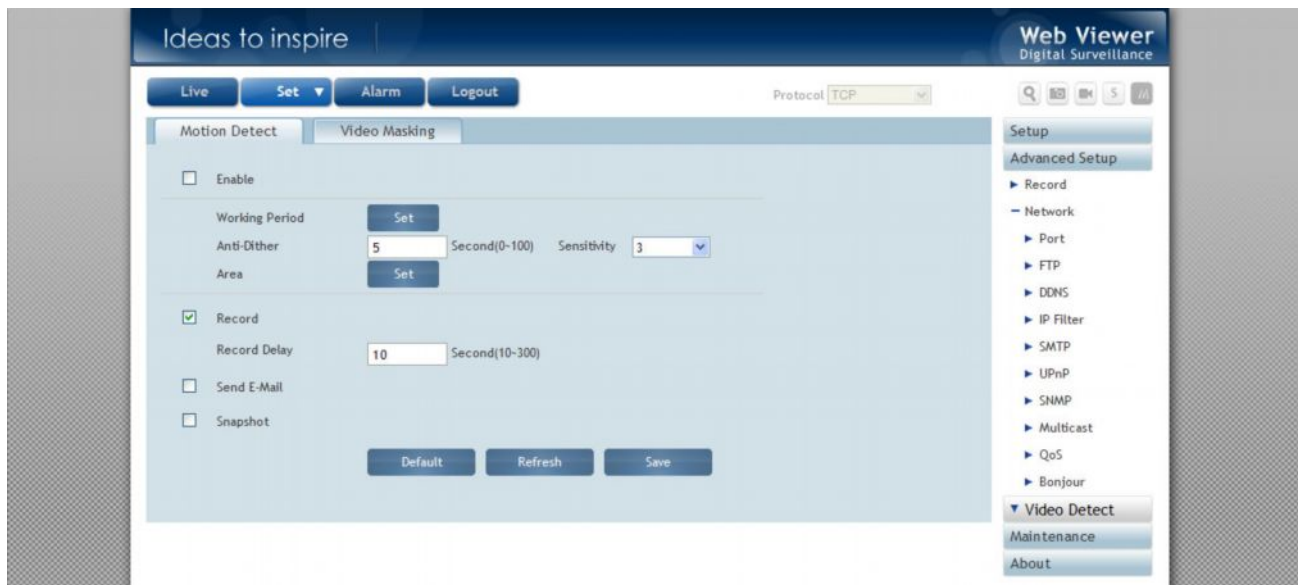 Ideas to inspire
Web Viewer
Digital Surveillance
Live
Set
Alarm
Logout
Protocol TCP
S
Motion Detect
Video Masking
Enable
Working Period Set
Anti-Dither 5 Second(0~100) Sensitivity 3
Area Set
Record
Record Delay 10 Second(10~300)
Send E-Mail
Snapshot
Default
Refresh
Save
Setup
Advanced Setup
Record
Network
Port
FTP
DDNS
IP Filter
SMTP
UPnP
SNMP
Multicast
QoS
Bonjour
Video Detect
Maintenance
About